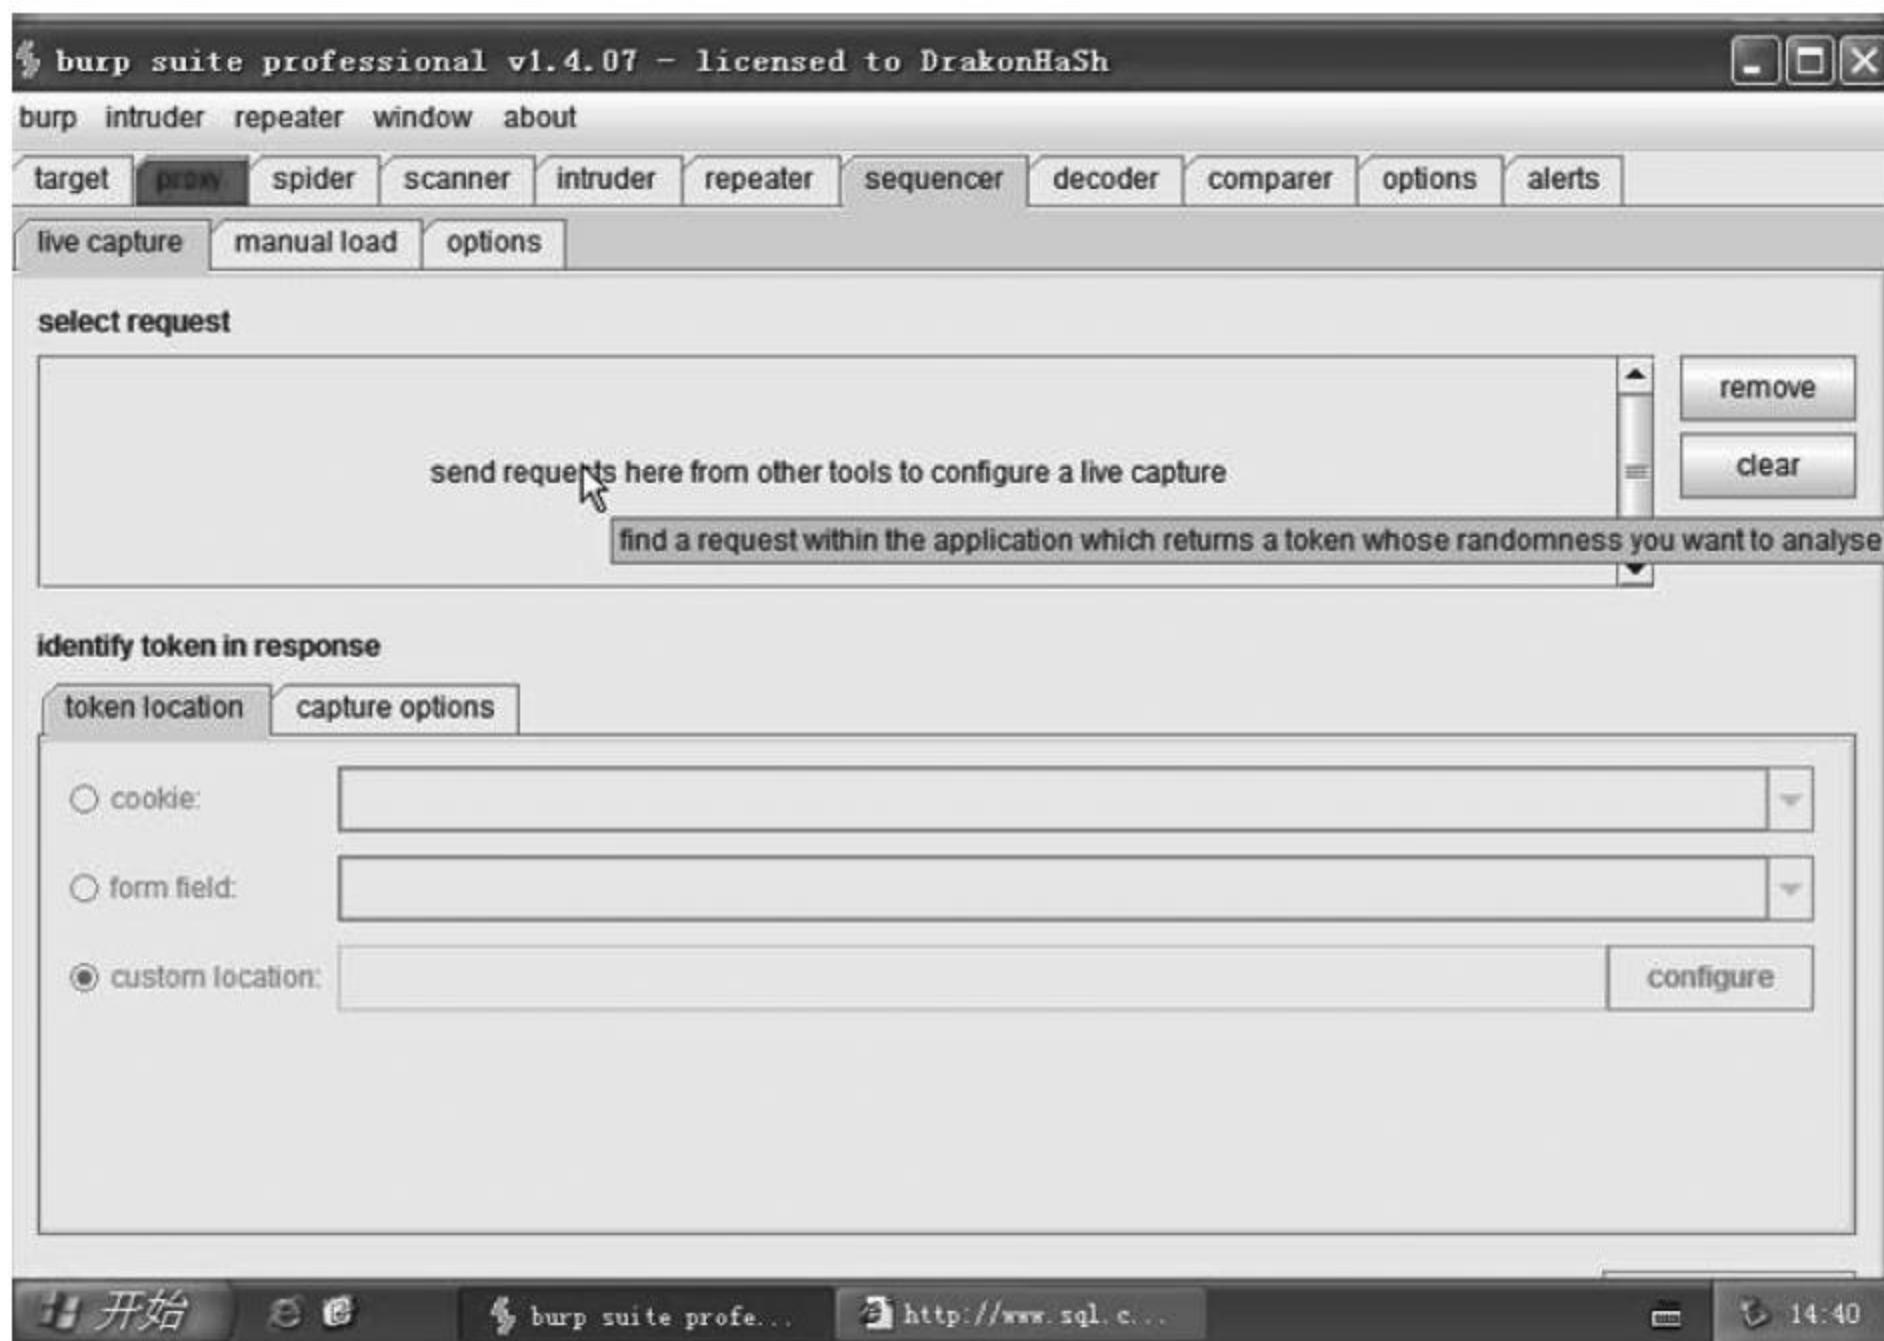 burp suite professional v1.4.07 - licensed to DrakonHaSh
burp intruder repeater window about
target proxy spider scanner intruder repeater sequencer decoder comparer options alerts
live capture manual load options
select request
remove
send requests here from other tools to configure a live capture
clear
find a request within the application which returns a token whose randomness you want to analyse
identify token in response
token location capture options
cookie:
form field:
custom location: configure
开始 burp suite profe... http://www.sql.c... 14:40